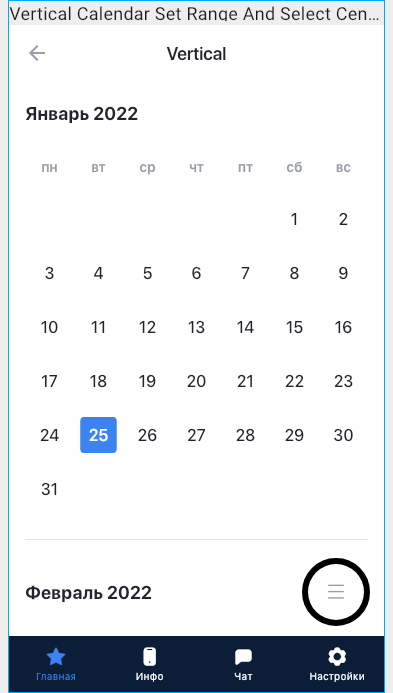 Vertical Calendar Set Range And Select Cen...
Vertical
Январь 2022
пн вт ср чт пт сб вс
1 2
3 4 5 6 7 8 9
10 11 12 13 14 15 16
17 18 19 20 21 22 23
24 25 26 27 28 29 30
31
Февраль 2022
Главная Инфо Чат Настройки